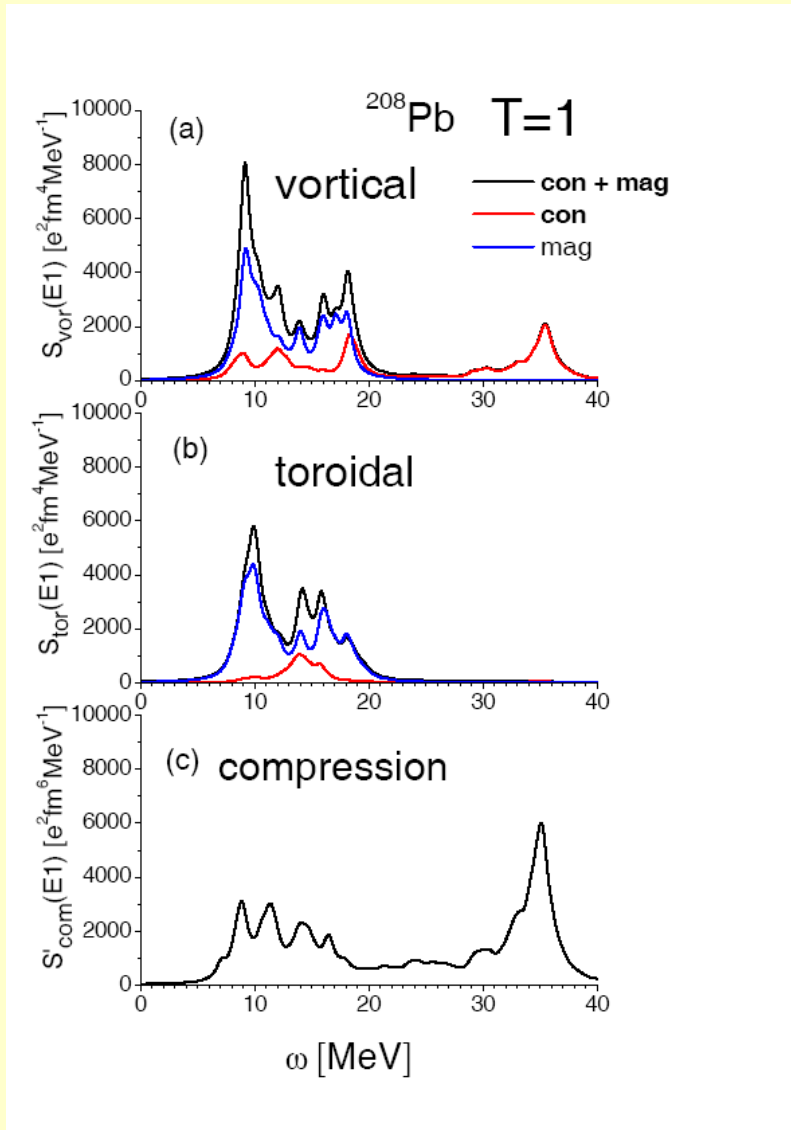 ²⁰⁸Pb T=1
(a)
vortical
con + mag
con
mag
S_vor(E1) [e²fm⁴MeV⁻¹]
10000
8000
6000
4000
2000
0
0 10 20 30 40
(b)
toroidal
S_tor(E1) [e²fm⁴MeV⁻¹]
10000
8000
6000
4000
2000
0
0 10 20 30 40
(c) compression
S'_com(E1) [e²fm⁶MeV⁻¹]
10000
8000
6000
4000
2000
0
0 10 20 30 40
ω [MeV]